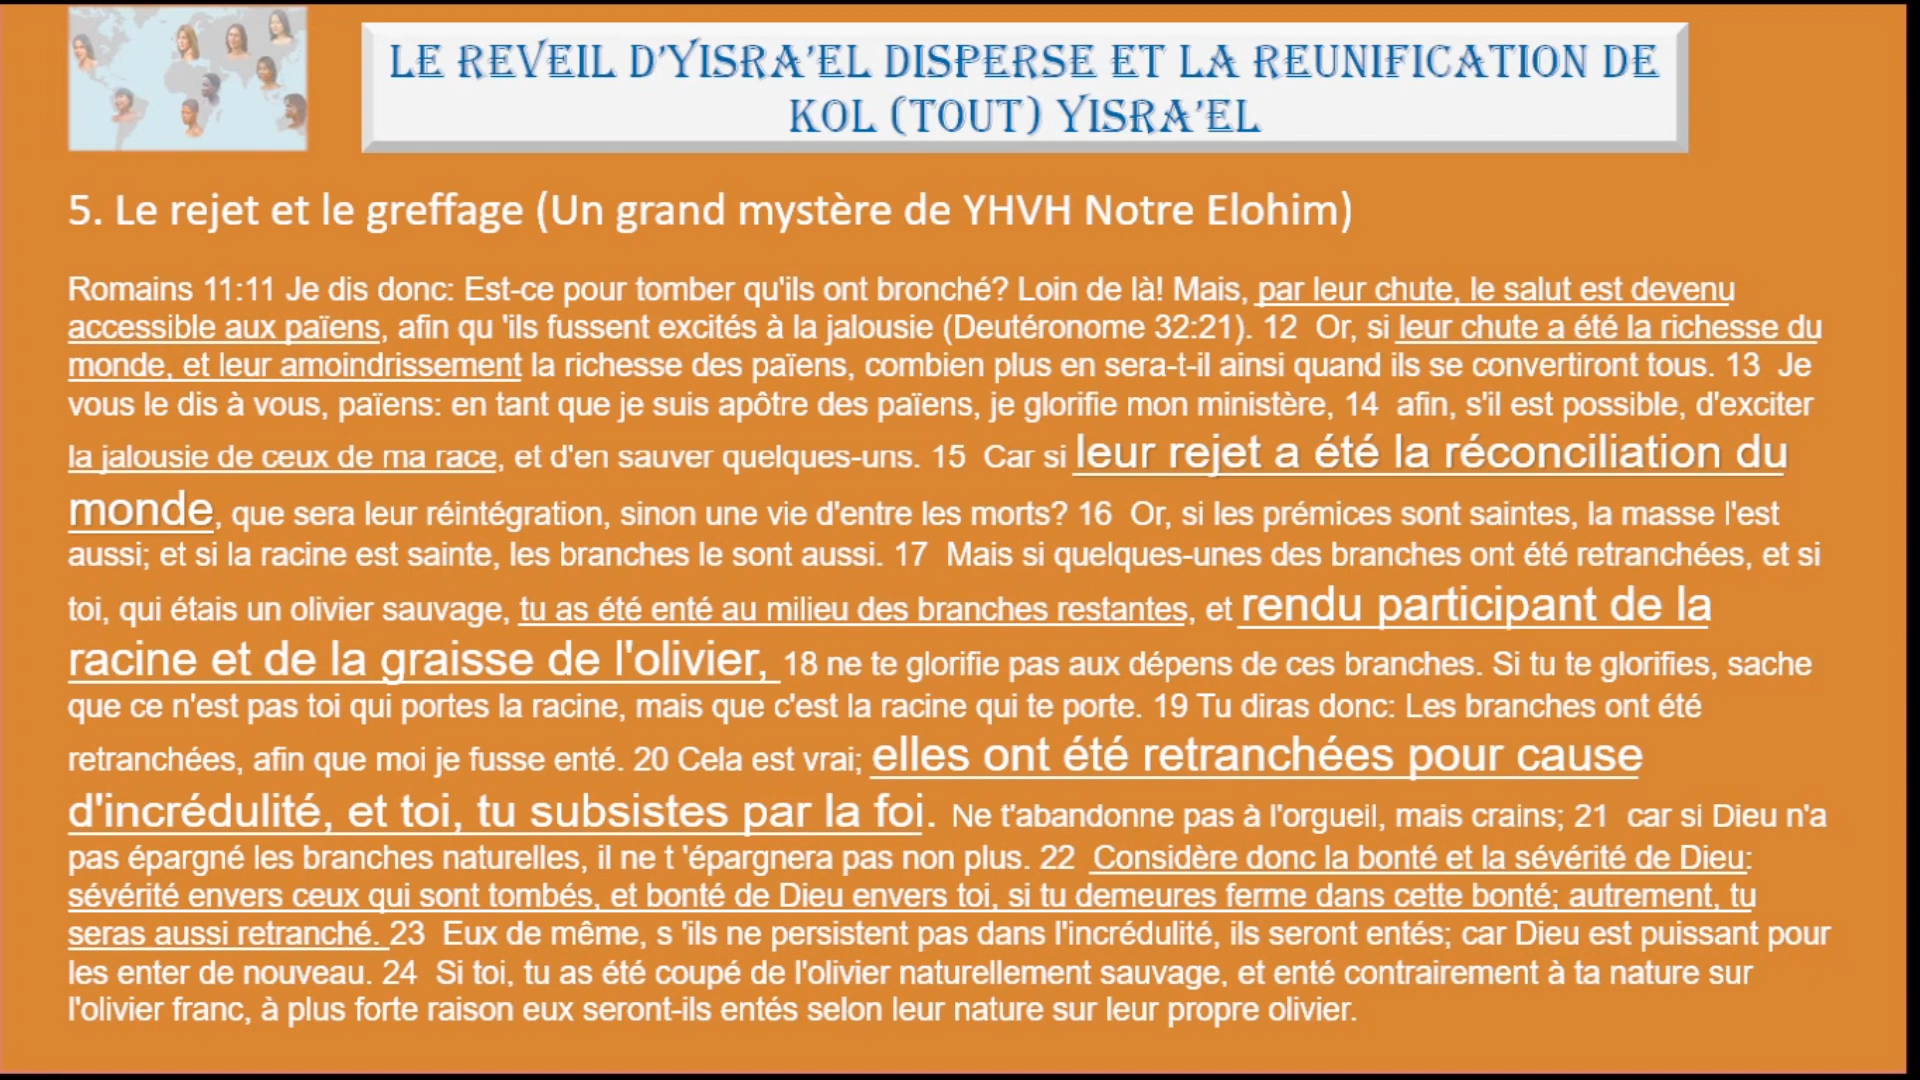 LE REVEIL D'YISRA'EL DISPERSE ET LA REUNIFICATION DE
KOL (TOUT) YISRA'EL
5. Le rejet et le greffage (Un grand mystère de YHVH Notre Elohim)
Romains 11:11 Je dis donc: Est-ce pour tomber qu'ils ont bronché? Loin de là! Mais, par leur chute, le salut est devenu
accessible aux païens, afin qu 'ils fussent excités à la jalousie (Deutéronome 32:21). 12 Or, si leur chute a été la richesse du
monde, et leur amoindrissement la richesse des païens, combien plus en sera-t-il ainsi quand ils se convertiront tous. 13 Je
vous le dis à vous, païens: en tant que je suis apôtre des païens, je glorifie mon ministère, 14 afin, s'il est possible, d'exciter
la jalousie de ceux de ma race, et d'en sauver quelques-uns. 15 Car si leur rejet a été la réconciliation du
monde, que sera leur réintégration, sinon une vie d'entre les morts? 16 Or, si les prémices sont saintes, la masse l'est
aussi; et si la racine est sainte, les branches le sont aussi. 17 Mais si quelques-unes des branches ont été retranchées, et si
toi, qui étais un olivier sauvage, tu as été enté au milieu des branches restantes, et rendu participant de la
racine et de la graisse de l'olivier, 18 ne te glorifie pas aux dépens de ces branches. Si tu te glorifies, sache
que ce n'est pas toi qui portes la racine, mais que c'est la racine qui te porte. 19 Tu diras donc: Les branches ont été
retranchées, afin que moi je fusse enté. 20 Cela est vrai; elles ont été retranchées pour cause
d'incrédulité, et toi, tu subsistes par la foi. Ne t'abandonne pas à l'orgueil, mais crains; 21 car si Dieu n'a
pas épargné les branches naturelles, il ne t 'épargnera pas non plus. 22 Considère donc la bonté et la sévérité de Dieu:
sévérité envers ceux qui sont tombés, et bonté de Dieu envers toi, si tu demeures ferme dans cette bonté; autrement, tu
seras aussi retranché. 23 Eux de même, s 'ils ne persistent pas dans l'incrédulité, ils seront entés; car Dieu est puissant pour
les enter de nouveau. 24 Si toi, tu as été coupé de l'olivier naturellement sauvage, et enté contrairement à ta nature sur
l'olivier franc, à plus forte raison eux seront-ils entés selon leur nature sur leur propre olivier.